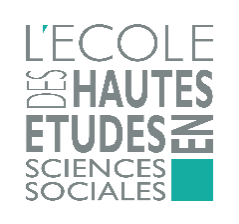 L'ECOLE
DES HAUTES
ETUDES EN
SCIENCES
SOCIALES